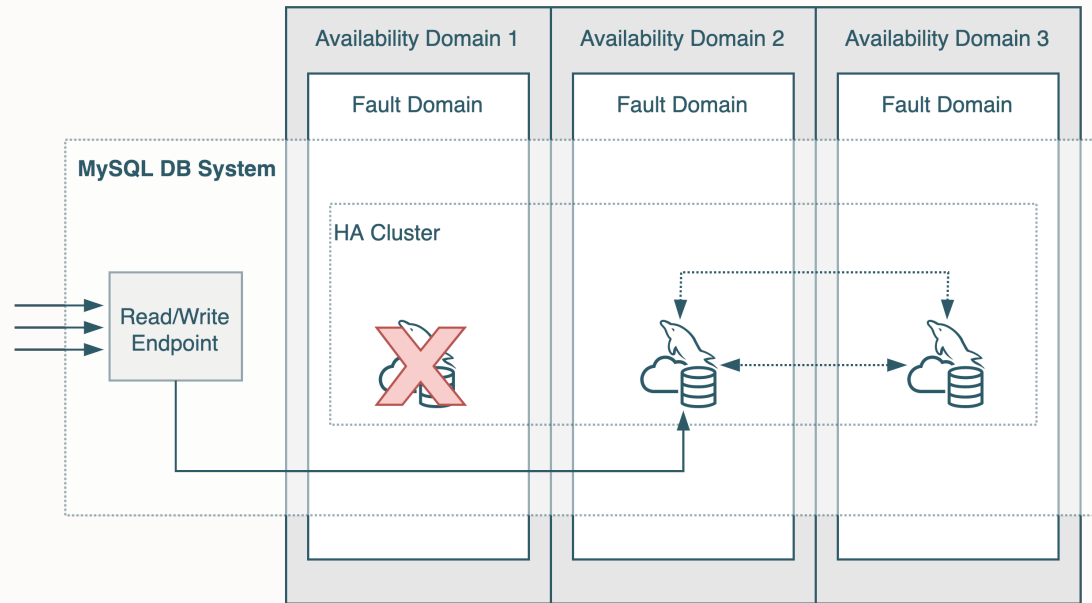 Availability Domain 1
Availability Domain 2
Availability Domain 3
Fault Domain
Fault Domain
Fault Domain
MySQL DB System
HA Cluster
Read/Write
Endpoint